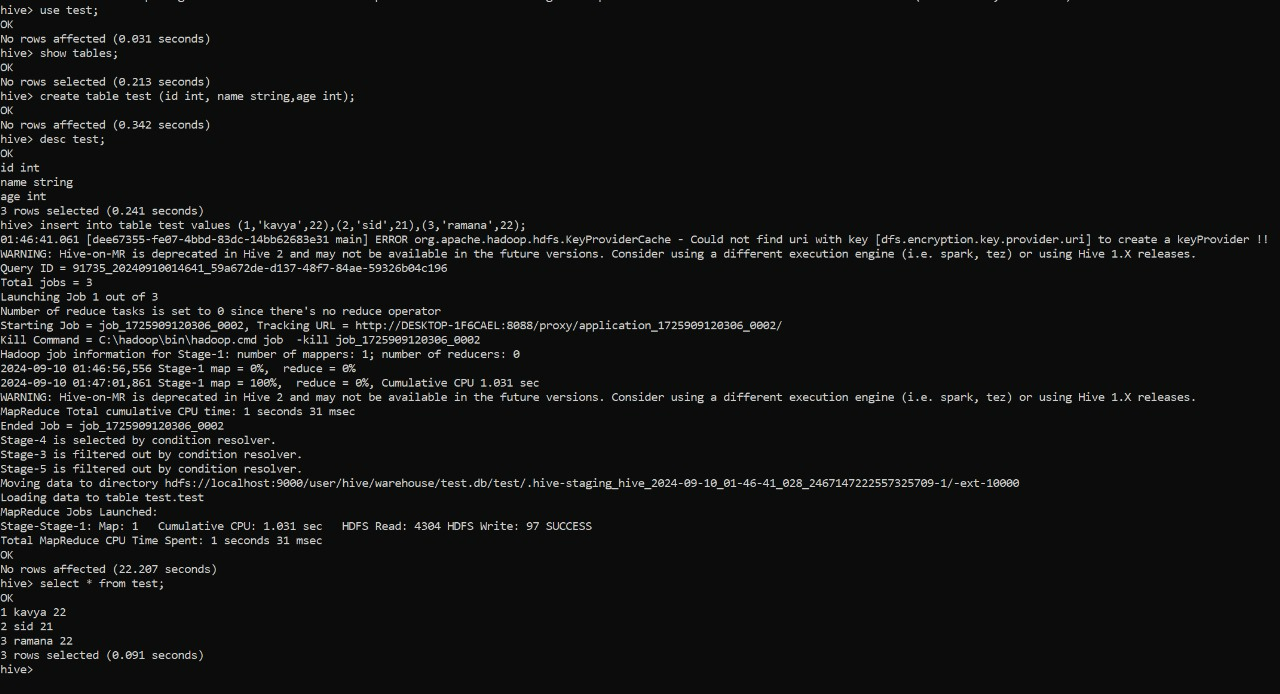 hive> use test;
OK
No rows affected (0.031 seconds)
hive> show tables;
OK
No rows selected (0.213 seconds)
hive> create table test (id int, name string,age int);
OK
No rows affected (0.342 seconds)
hive> desc test;
OK
id int
name string
age int
3 rows selected (0.241 seconds)
hive> insert into table test values (1,'kavya',22),(2,'sid',21),(3,'ramana',22);
01:46:41.061 [dee67355-fe07-4bbd-83dc-14bb62683e31 main] ERROR org.apache.hadoop.hdfs.KeyProviderCache - Could not find uri with key [dfs.encryption.key.provider.uri] to create a keyProvider !!
WARNING: Hive-on-MR is deprecated in Hive 2 and may not be available in the future versions. Consider using a different execution engine (i.e. spark, tez) or using Hive 1.X releases.
Query ID = 91735_20240910014641_59a672de-d137-48f7-84ae-59326b04c196
Total jobs = 3
Launching Job 1 out of 3
Number of reduce tasks is set to 0 since there's no reduce operator
Starting Job = job_1725909120306_0002, Tracking URL = http://DESKTOP-1F6CAEL:8088/proxy/application_1725909120306_0002/
Kill Command = C:\hadoop\bin\hadoop.cmd job  -kill job_1725909120306_0002
Hadoop job information for Stage-1: number of mappers: 1; number of reducers: 0
2024-09-10 01:46:56,556 Stage-1 map = 0%,  reduce = 0%
2024-09-10 01:47:01,861 Stage-1 map = 100%,  reduce = 0%, Cumulative CPU 1.031 sec
WARNING: Hive-on-MR is deprecated in Hive 2 and may not be available in the future versions. Consider using a different execution engine (i.e. spark, tez) or using Hive 1.X releases.
MapReduce Total cumulative CPU time: 1 seconds 31 msec
Ended Job = job_1725909120306_0002
Stage-4 is selected by condition resolver.
Stage-3 is filtered out by condition resolver.
Stage-5 is filtered out by condition resolver.
Moving data to directory hdfs://localhost:9000/user/hive/warehouse/test.db/test/.hive-staging_hive_2024-09-10_01-46-41_028_2467147222557325709-1/-ext-10000
Loading data to table test.test
MapReduce Jobs Launched:
Stage-Stage-1: Map: 1   Cumulative CPU: 1.031 sec   HDFS Read: 4304 HDFS Write: 97 SUCCESS
Total MapReduce CPU Time Spent: 1 seconds 31 msec
OK
No rows affected (22.207 seconds)
hive> select * from test;
OK
1 kavya 22
2 sid 21
3 ramana 22
3 rows selected (0.091 seconds)
hive>